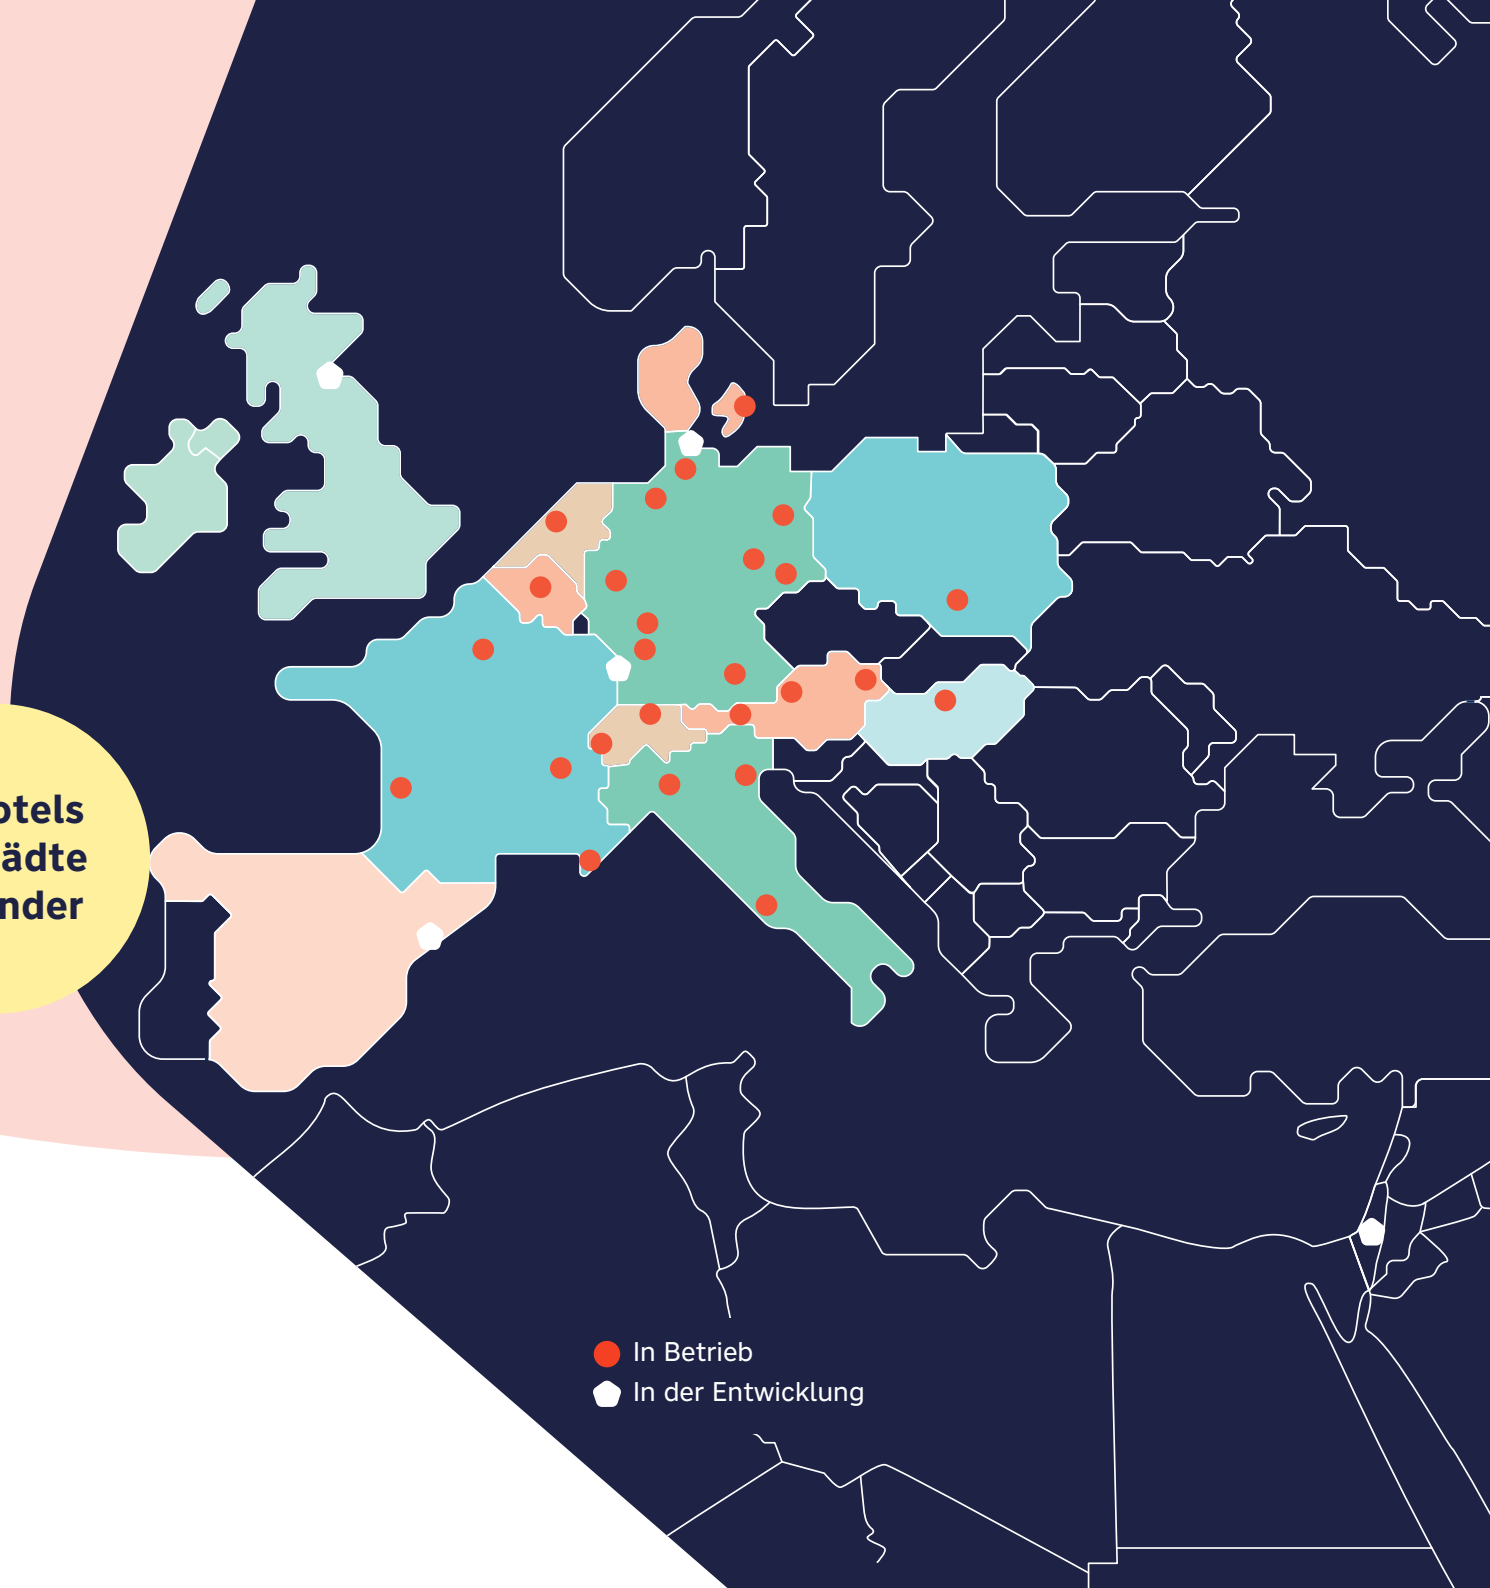 otels
ädte
nder
In Betrieb
In der Entwicklung